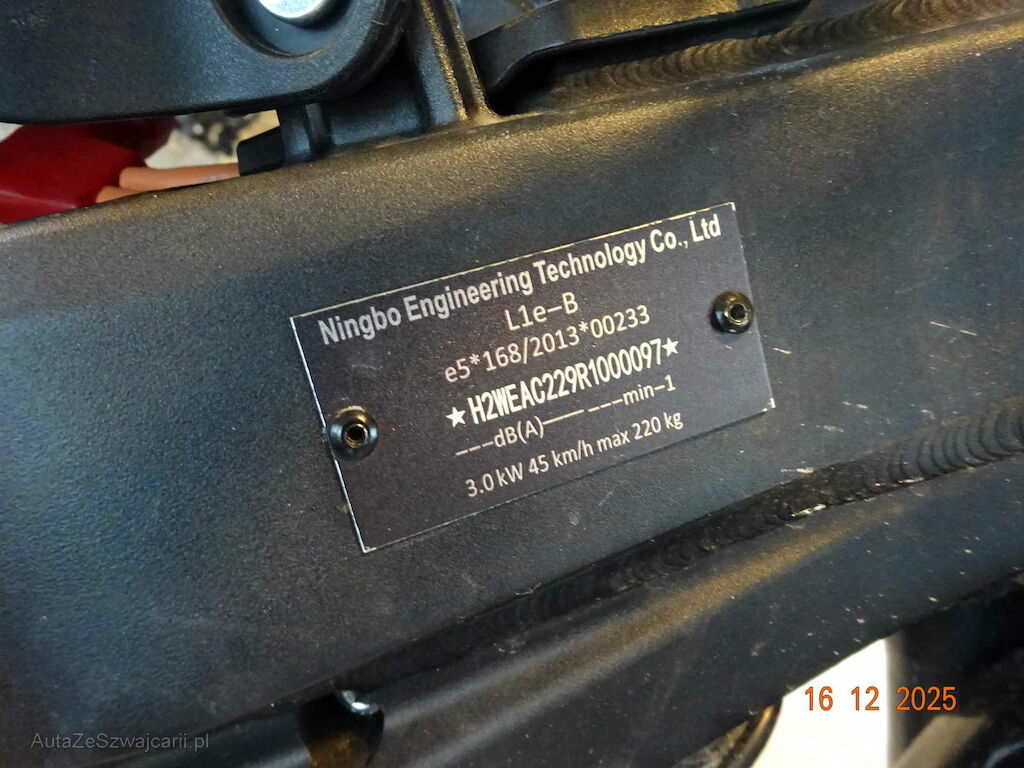 Ningbo Engineering Technology Co., Ltd
L1e-B
e5*168/2013*00233
★H2WEAC229R1000097★
---dB(A)—— ---min-1
3.0 kW 45 km/h max 220 kg
16 12 2025
AutaZeSzwajcarii.pl